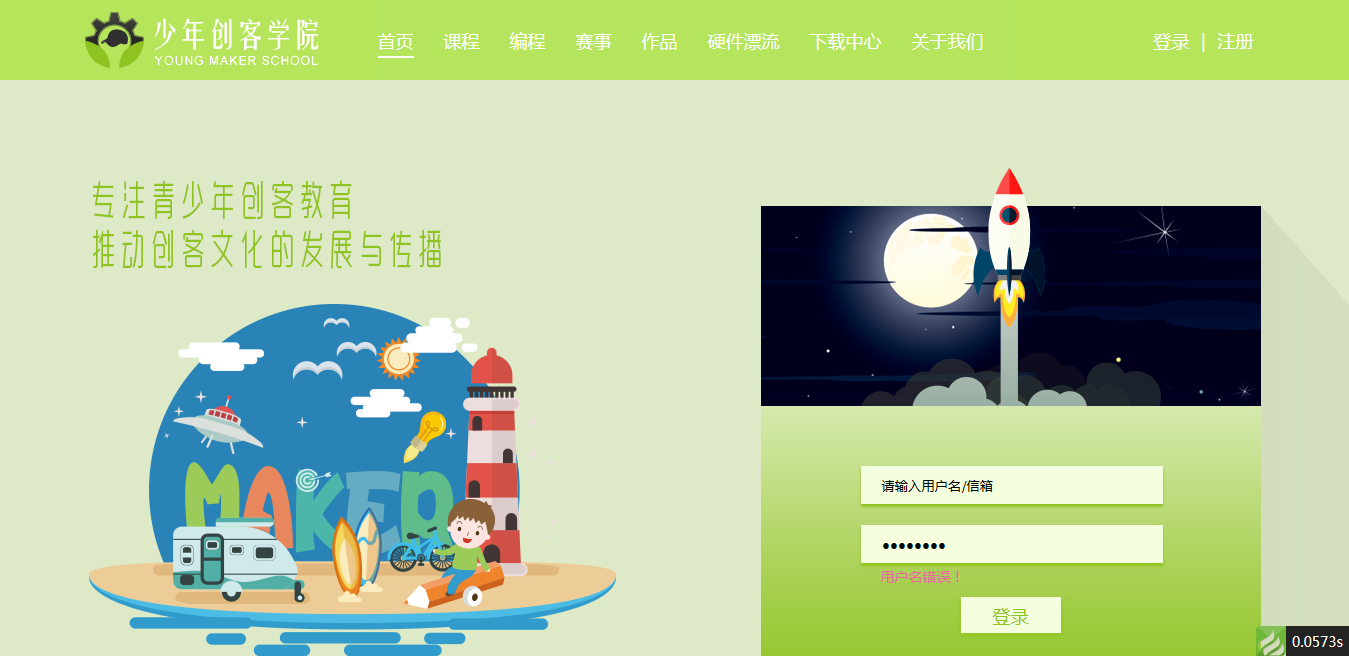 少年创客学院
YOUNG MAKER SCHOOL
首页 课程 编程 赛事 作品 硬件漂流 下载中心 关于我们
登录 | 注册
专注青少年创客教育
推动创客文化的发展与传播
MAKER
请输入用户名/信箱
••••••••
用户名错误！
登录
0.0573s